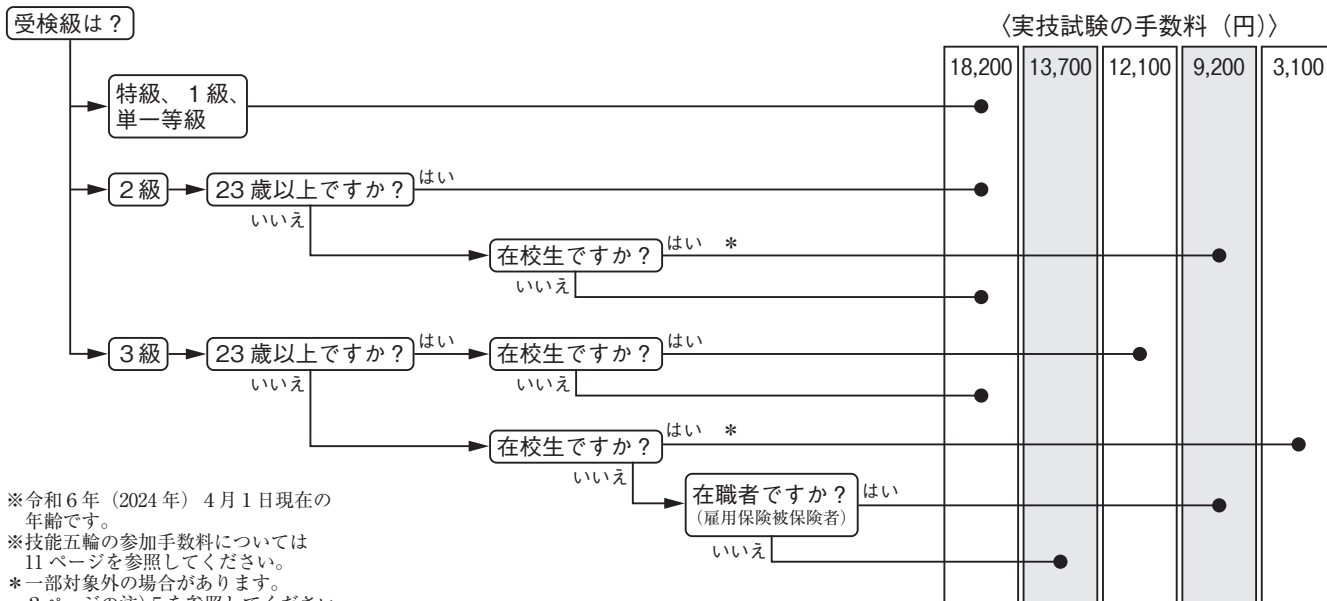 受検級は？
〈実技試験の手数料（円）〉
18,200 13,700 12,100 9,200 3,100
特級、1級、
単一等級
2級 23歳以上ですか？ はい
いいえ
在校生ですか？ はい ＊
いいえ
3級 23歳以上ですか？ はい 在校生ですか？ はい
いいえ いいえ
在校生ですか？ はい ＊
いいえ
在職者ですか？ はい
（雇用保険被保険者）
いいえ
※令和6年（2024年）4月1日現在の
年齢です。
※技能五輪の参加手数料については
11ページを参照してください。
＊一部対象外の場合があります。